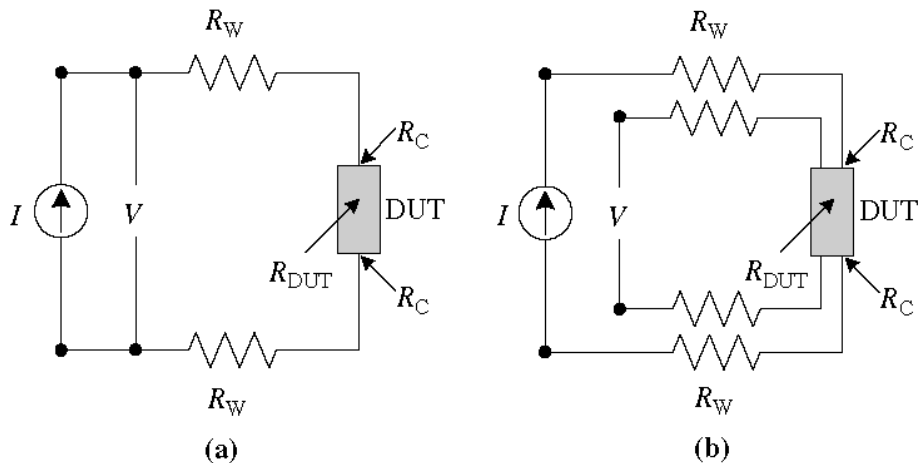 R_W
R_C
I
V
DUT
R_DUT
R_C
R_W
(a)
R_W
R_C
I
V
DUT
R_DUT
R_C
R_W
(b)